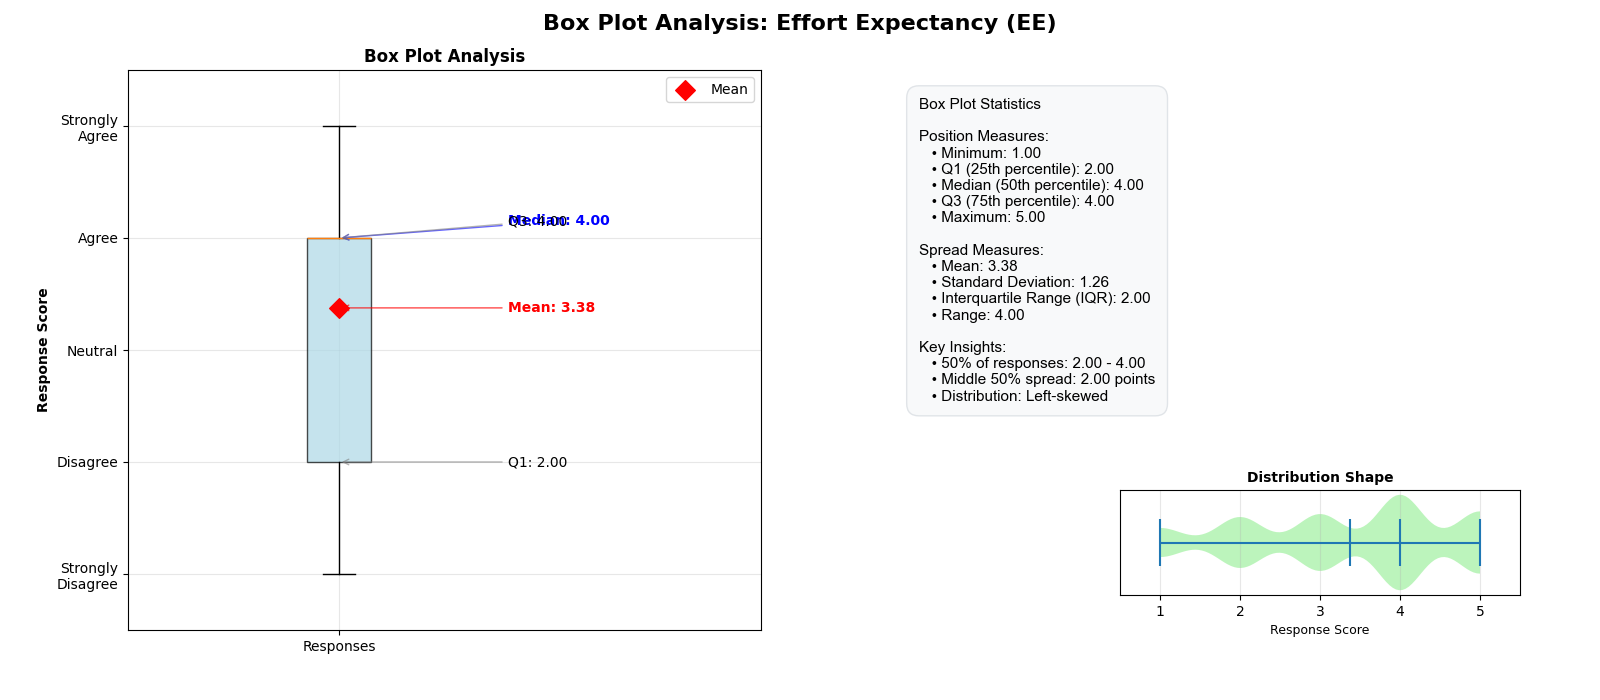 Box Plot Analysis: Effort Expectancy (EE)
Box Plot Analysis
Mean
Strongly
Agree
Agree
Neutral
Disagree
Strongly
Disagree
Response Score
Q3: 4.00
Median: 4.00
Mean: 3.38
Q1: 2.00
Responses
Box Plot Statistics
Position Measures:
• Minimum: 1.00
• Q1 (25th percentile): 2.00
• Median (50th percentile): 4.00
• Q3 (75th percentile): 4.00
• Maximum: 5.00
Spread Measures:
• Mean: 3.38
• Standard Deviation: 1.26
• Interquartile Range (IQR): 2.00
• Range: 4.00
Key Insights:
• 50% of responses: 2.00 - 4.00
• Middle 50% spread: 2.00 points
• Distribution: Left-skewed
Distribution Shape
1 2 3 4 5
Response Score